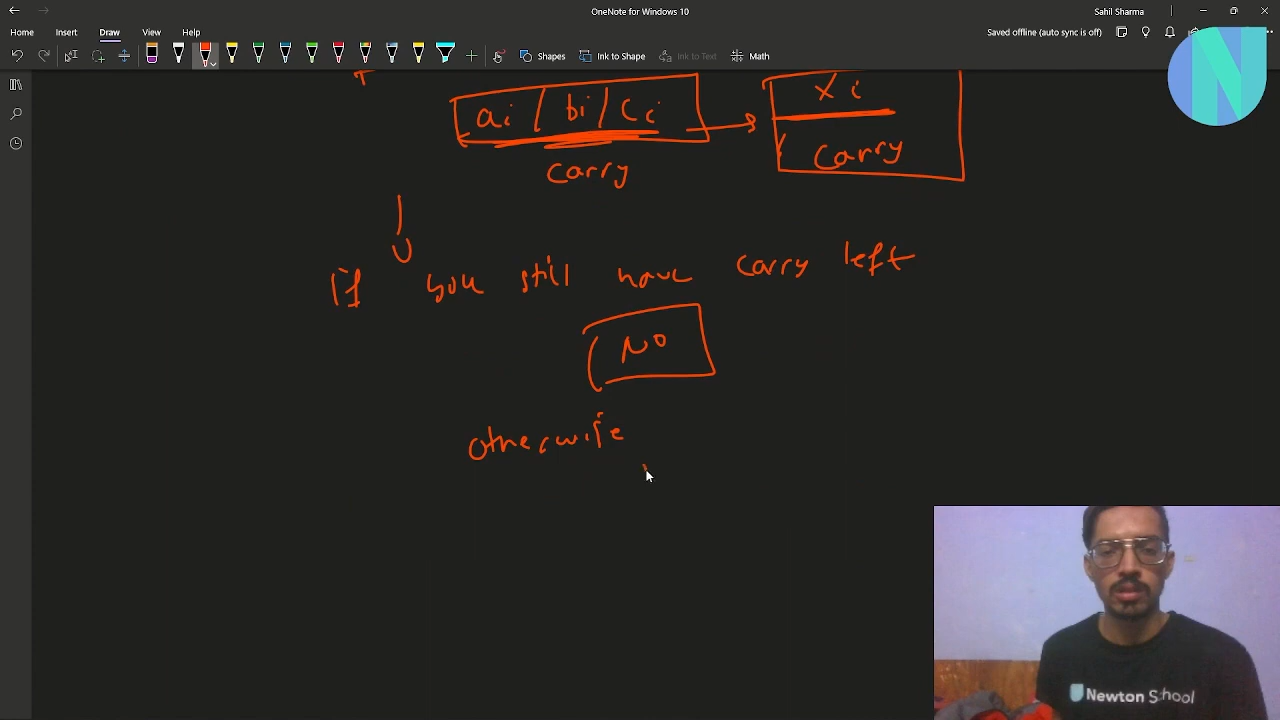 OneNote for Windows 10
Sahil Sharma
Home Insert Draw View Help
Saved offline (auto sync is off)
Shapes Ink to Shape Ink to Text Math
ai / bi / Ci
Xi
Carry
Carry
if you still have carry left
NO
Otherwise
N
Newton School